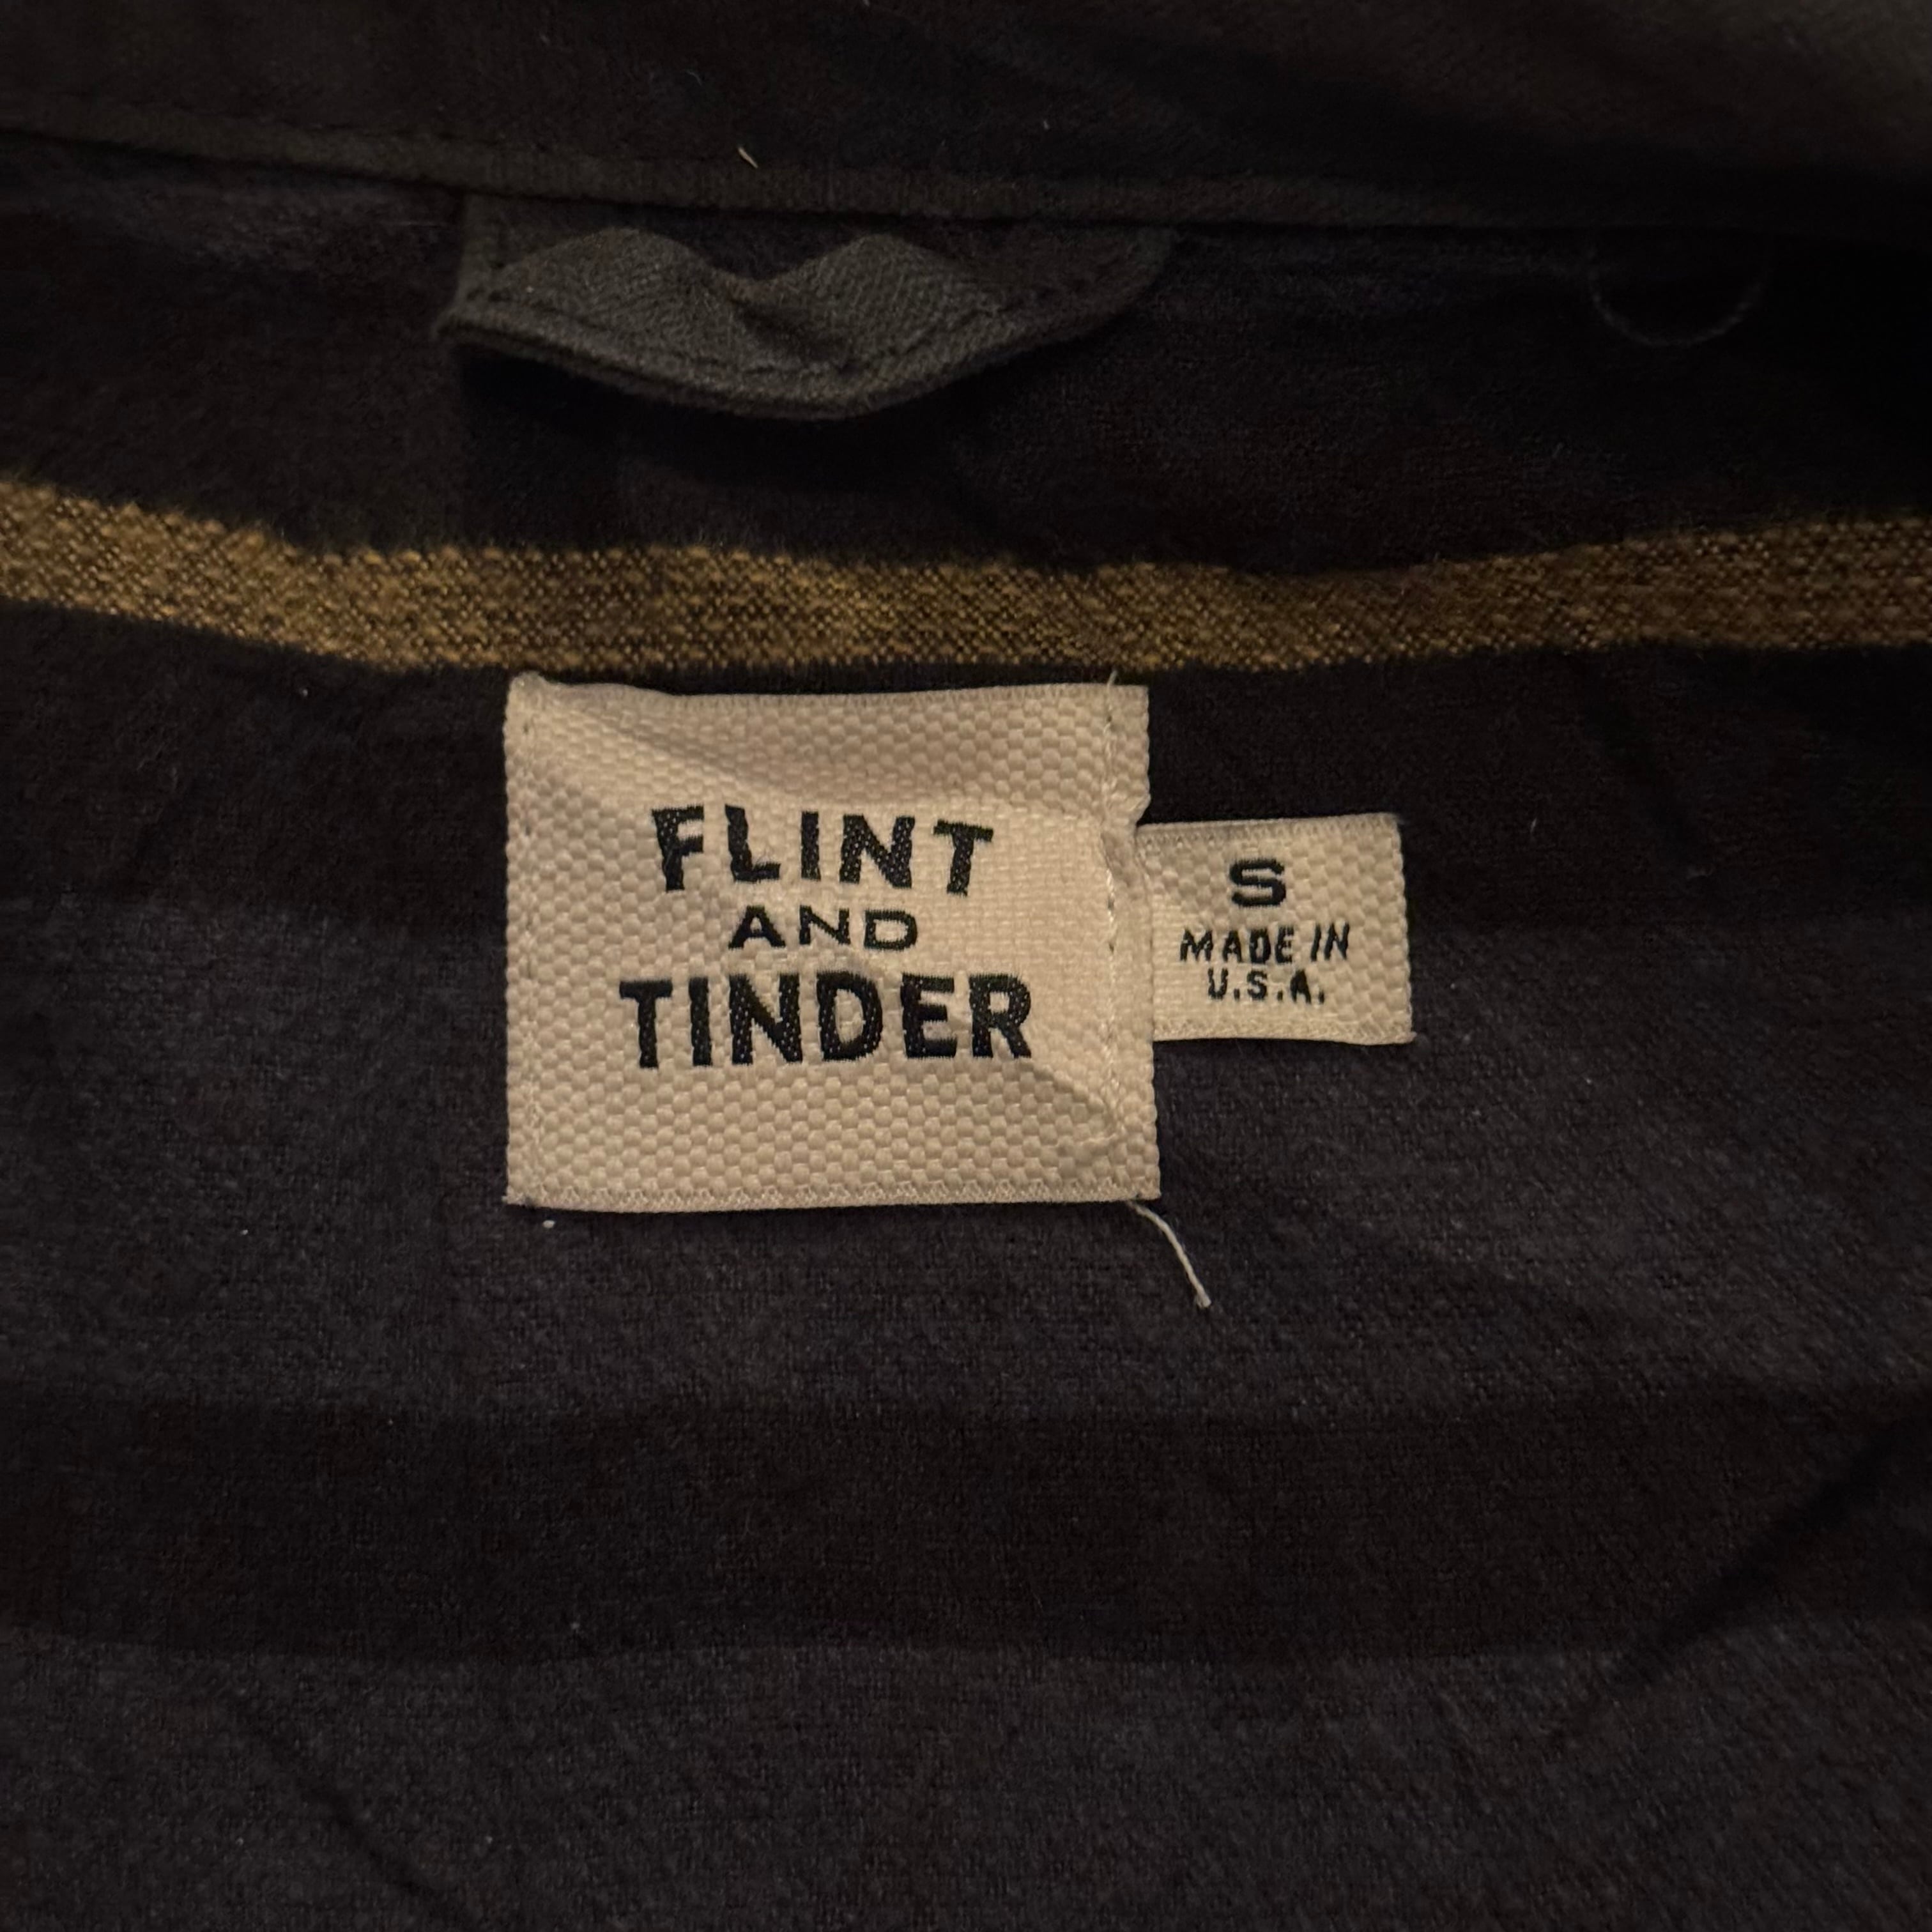 FLINT
AND
TINDER
S
MADE IN
U.S.A.